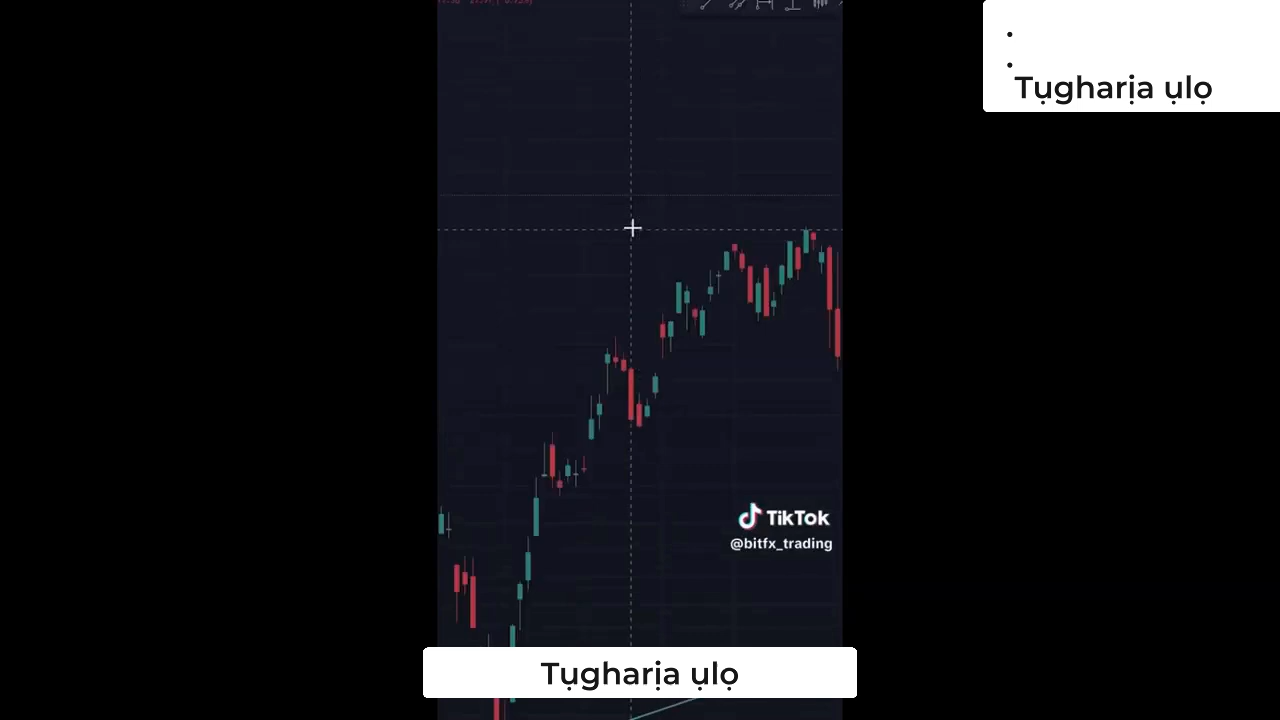 Tụgharịa ụlọ
TikTok
@bitfx_trading
Tụgharịa ụlọ